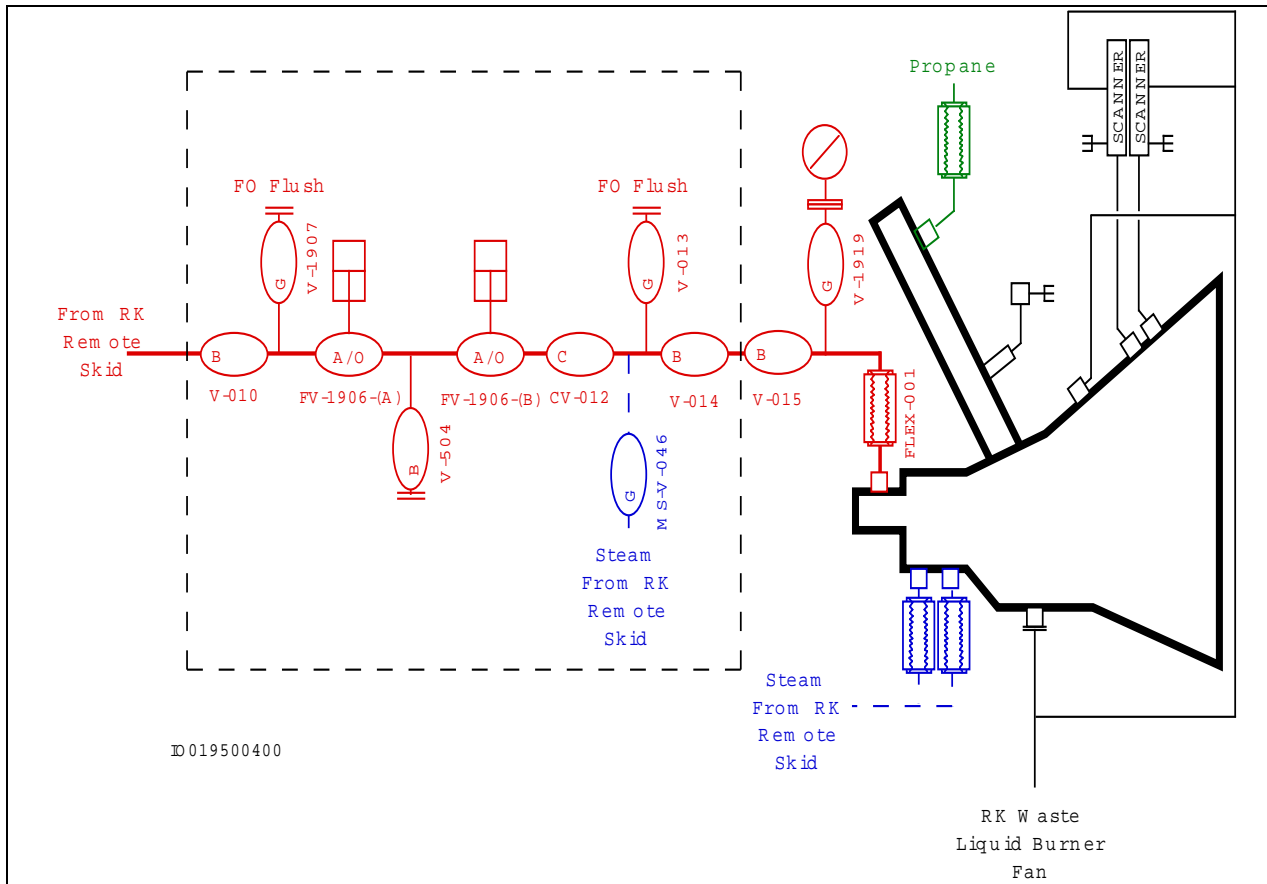 Propane
SCANNER
SCANNER
FO Flush
FO Flush
V-1907
V-013
V-1919
G
G
G
From RK
Remote
Skid
B
A/O
A/O
C
B
B
V-010
FV-1906-(A)
FV-1906-(B)
CV-012
V-014
V-015
FLEX-001
B
V-504
G
MS-V-046
Steam
From RK
Remote
Skid
Steam
From RK
Remote
Skid
ID019500400
RK Waste
Liquid Burner
Fan